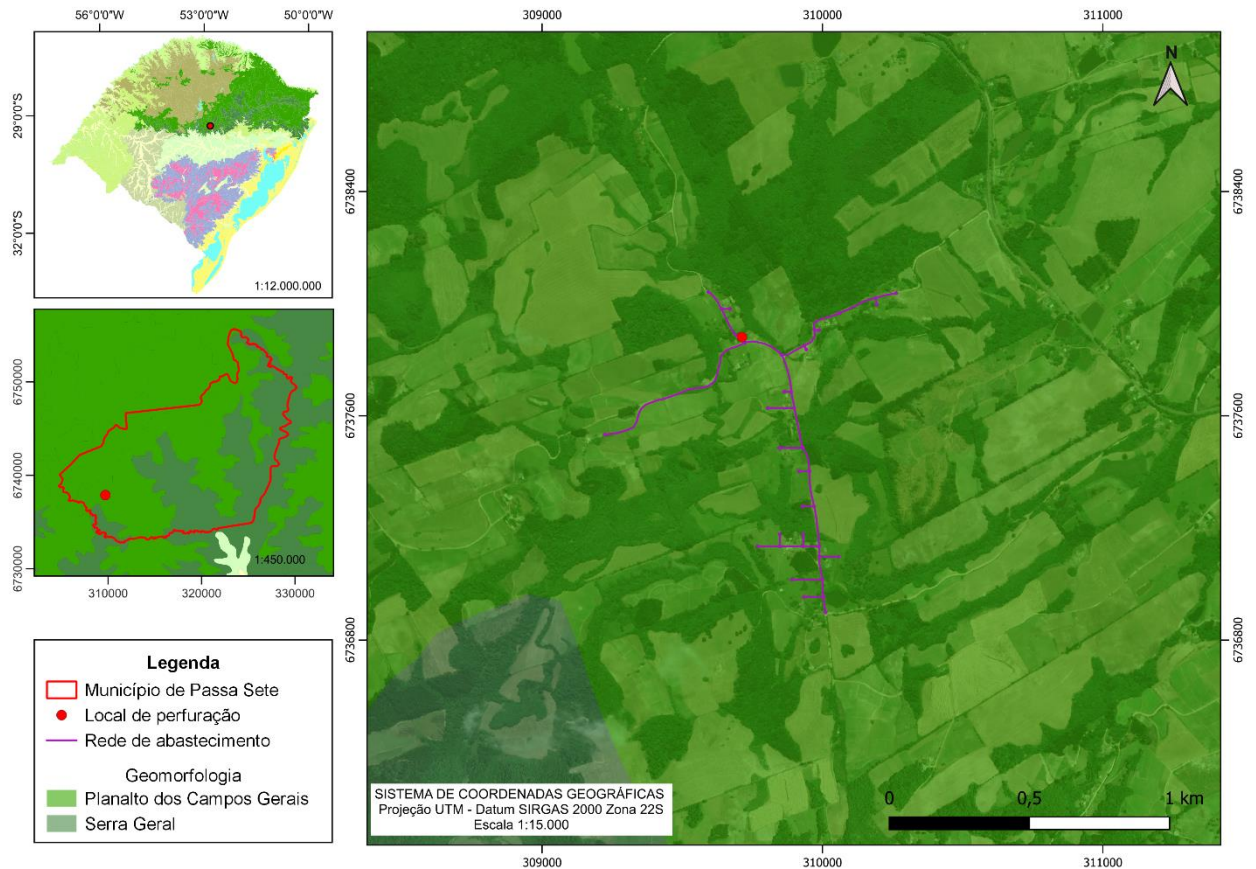 56°0'0"W 53°0'0"W 50°0'0"W
29°0'0"S
32°0'0"S
1:12.000.000
6750000
6740000
6730000
1:450.000
310000 320000 330000
Legenda
Município de Passa Sete
Local de perfuração
Rede de abastecimento
Geomorfologia
Planalto dos Campos Gerais
Serra Geral
309000 310000 311000
N
6738400 6738400
6737600 6737600
6736800 6736800
SISTEMA DE COORDENADAS GEOGRÁFICAS
Projeção UTM - Datum SIRGAS 2000 Zona 22S
Escala 1:15.000
0 0,5 1 km
309000 310000 311000